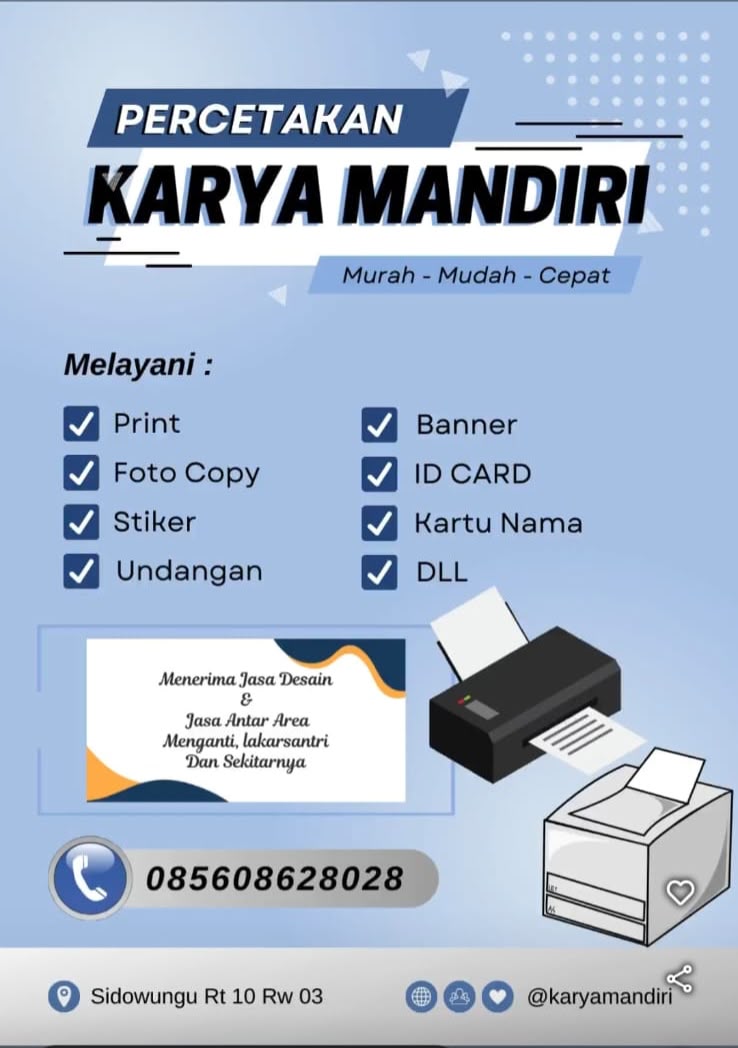 PERCETAKAN
KARYA MANDIRI
Murah - Mudah - Cepat
Melayani :
Print
Foto Copy
Stiker
Undangan
Banner
ID CARD
Kartu Nama
DLL
Menerima Jasa Desain
&
Jasa Antar Area
Menganti, lakarsantri
Dan Sekitarnya
085608628028
Sidowungu Rt 10 Rw 03
@karyamandiri